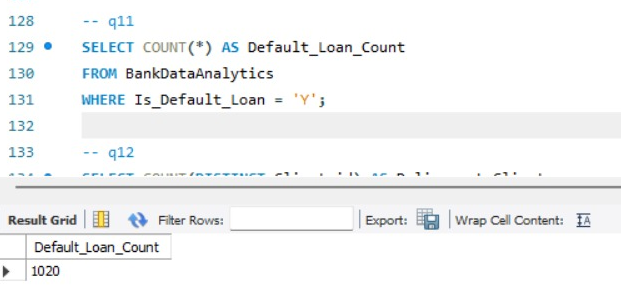 128 -- q11
129 SELECT COUNT(*) AS Default_Loan_Count
130 FROM BankDataAnalytics
131 WHERE Is_Default_Loan = 'Y';
132
133 -- q12
Result Grid Filter Rows: Export: Wrap Cell Content: IA
Default_Loan_Count
1020